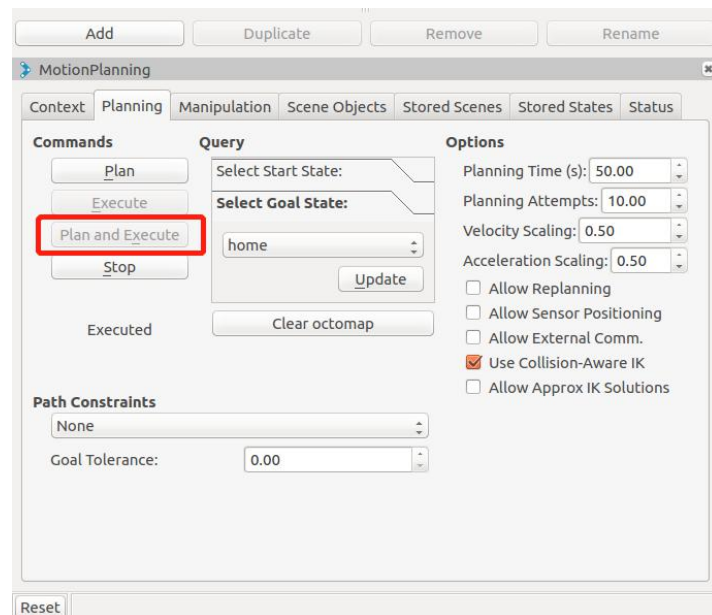 Add Duplicate Remove Rename
MotionPlanning
Context Planning Manipulation Scene Objects Stored Scenes Stored States Status
Commands
Plan
Execute
Plan and Execute
Stop
Executed
Query
Select Start State:
Select Goal State:
home
Update
Clear octomap
Options
Planning Time (s): 50.00
Planning Attempts: 10.00
Velocity Scaling: 0.50
Acceleration Scaling: 0.50
Allow Replanning
Allow Sensor Positioning
Allow External Comm.
Use Collision-Aware IK
Allow Approx IK Solutions
Path Constraints
None
Goal Tolerance: 0.00
Reset